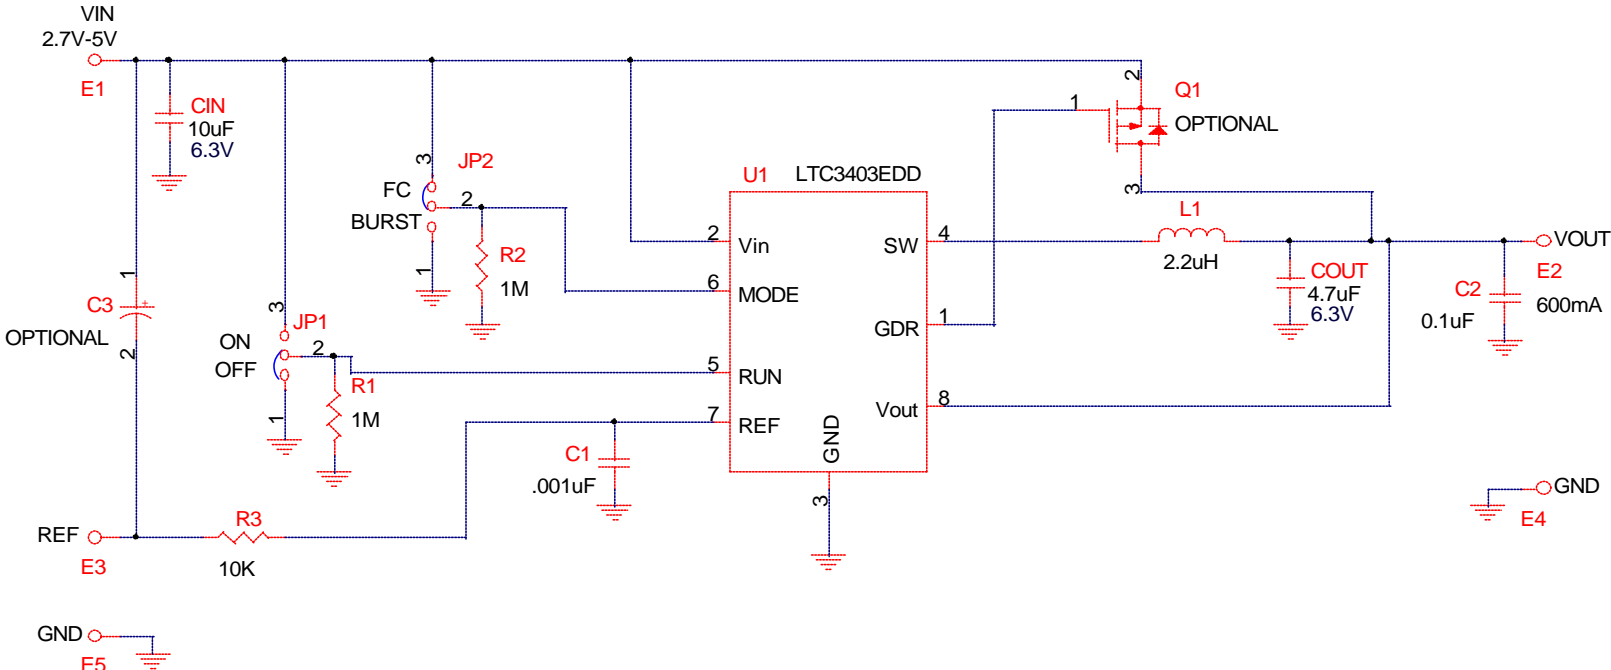 VIN
2.7V-5V
E1
CIN
10uF
6.3V
3
JP2
FC
2
BURST
1
R2
1M
2
1
Q1
OPTIONAL
3
U1
LTC3403EDD
2
Vin
SW
4
6
MODE
GDR
1
5
RUN
Vout
8
7
REF
GND
3
L1
2.2uH
VOUT
E2
COUT
4.7uF
6.3V
C2
0.1uF
600mA
1
C3
+
OPTIONAL
2
3
JP1
ON
2
OFF
1
R1
1M
C1
.001uF
REF
E3
R3
10K
GND
E4
GND
E5